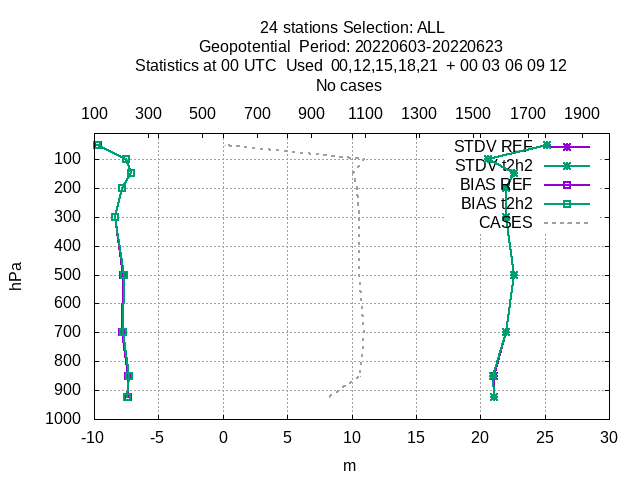 24 stations Selection: ALL
Geopotential  Period: 20220603-20220623
Statistics at 00 UTC  Used  00,12,15,18,21  + 00 03 06 09 12
No cases
100 300 500 700 900 1100 1300 1500 1700 1900
STDV REF
STDV t2h2
BIAS REF
BIAS t2h2
CASES
100
200
300
400
500
600
700
800
900
1000
hPa
-10 -5 0 5 10 15 20 25 30
m